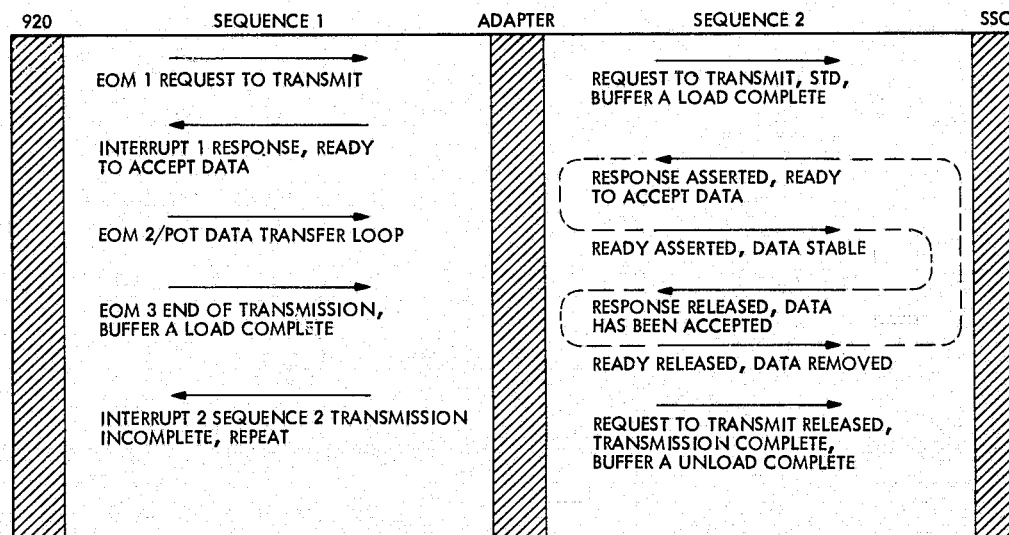 920 SEQUENCE 1 ADAPTER SEQUENCE 2 SSC
EOM 1 REQUEST TO TRANSMIT
INTERRUPT 1 RESPONSE, READY
TO ACCEPT DATA
EOM 2/POT DATA TRANSFER LOOP
EOM 3 END OF TRANSMISSION,
BUFFER A LOAD COMPLETE
INTERRUPT 2 SEQUENCE 2 TRANSMISSION
INCOMPLETE, REPEAT
REQUEST TO TRANSMIT, STD,
BUFFER A LOAD COMPLETE
RESPONSE ASSERTED, READY
TO ACCEPT DATA
READY ASSERTED, DATA STABLE
RESPONSE RELEASED, DATA
HAS BEEN ACCEPTED
READY RELEASED, DATA REMOVED
REQUEST TO TRANSMIT RELEASED,
TRANSMISSION COMPLETE,
BUFFER A UNLOAD COMPLETE